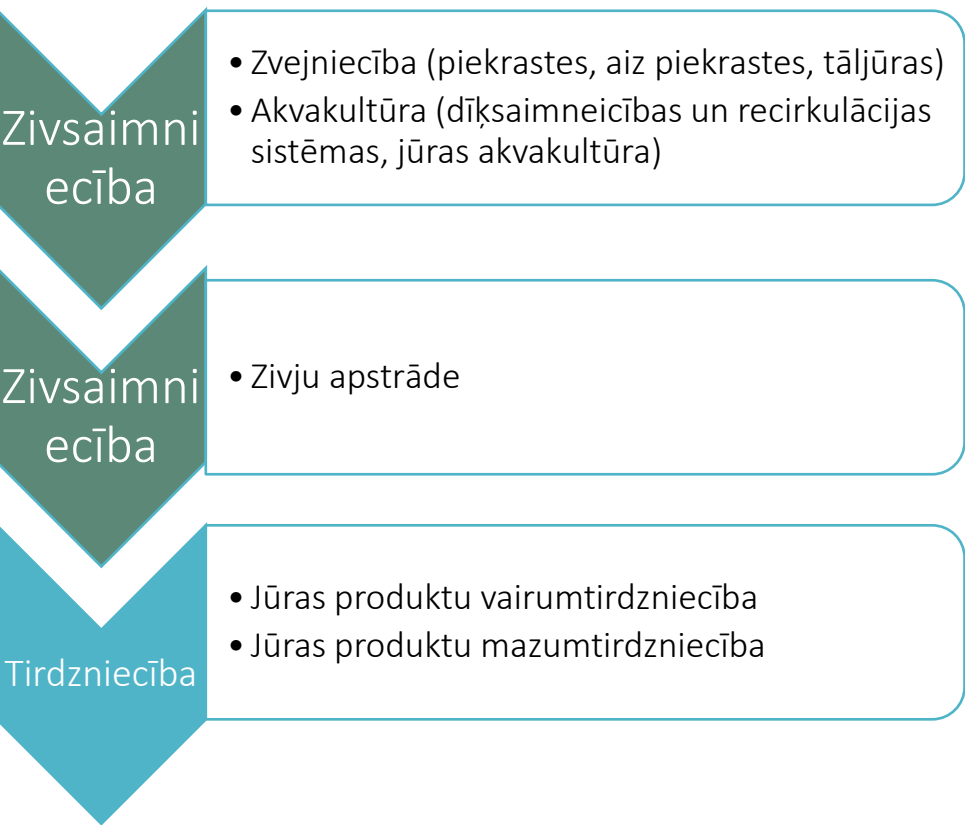 Zivsaimni
ecība
• Zvejniecība (piekrastes, aiz piekrastes, tāljūras)
• Akvakultūra (dīķsaimneicības un recirkulācijas
sistēmas, jūras akvakultūra)
Zivsaimni
ecība
• Zivju apstrāde
Tirdzniecība
• Jūras produktu vairumtirdzniecība
• Jūras produktu mazumtirdzniecība